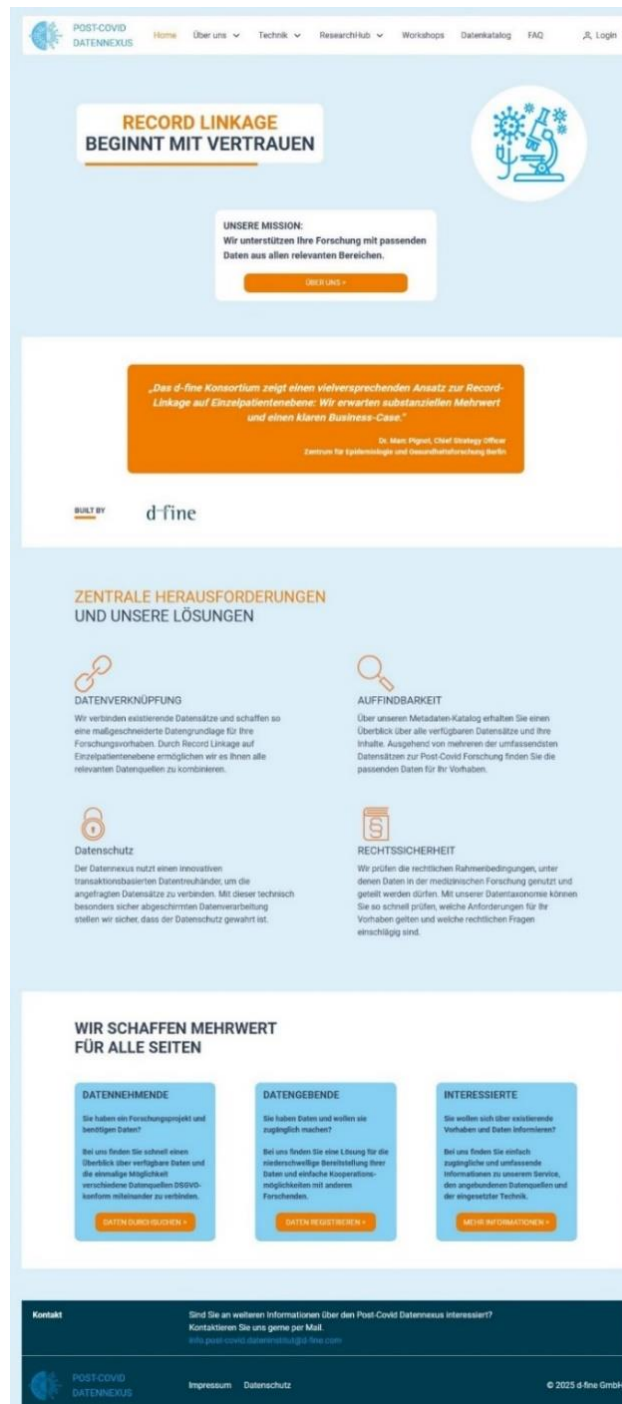 POST-COVID
DATENNEXUS
Home Über uns Technik ResearchHub Workshops Datenkatalog FAQ Login
RECORD LINKAGE
BEGINNT MIT VERTRAUEN
UNSERE MISSION:
Wir unterstützen Ihre Forschung mit passenden
Daten aus allen relevanten Bereichen.
ÜBER UNS »
„Das d-fine Konsortium zeigt einen vielversprechenden Ansatz zur Record-
Linkage auf Einzelpatientenebene: Wir erwarten substanziellen Mehrwert
und einen klaren Business-Case.“
Dr. Marc Pignot, Chief Strategy Officer
Zentrum für Epidemiologie und Gesundheitsforschung Berlin
BUILT BY
d-fine
ZENTRALE HERAUSFORDERUNGEN
UND UNSERE LÖSUNGEN
DATENVERKNÜPFUNG
Wir verbinden existierende Datensätze und schaffen so
eine maßgeschneiderte Datengrundlage für Ihre
Forschungsvorhaben. Durch Record Linkage auf
Einzelpatientenebene ermöglichen wir es Ihnen alle
relevanten Datenquellen zu kombinieren.
AUFFINDBARKEIT
Über unseren Metadaten-Katalog erhalten Sie einen
Überblick über alle verfügbaren Datensätze und Ihre
Inhalte. Ausgehend von mehreren der umfassendsten
Datensätzen zur Post-Covid Forschung finden Sie die
passenden Daten für Ihr Vorhaben.
Datenschutz
Der Datennexus nutzt einen innovativen
transaktionsbasierten Datentreuhänder, um die
angefragten Datensätze zu verbinden. Mit dieser technisch
besonders sicher abgeschirmten Datenverarbeitung
stellen wir sicher, dass der Datenschutz gewahrt ist.
RECHTSSICHERHEIT
Wir prüfen die rechtlichen Rahmenbedingungen, unter
denen Daten in der medizinischen Forschung genutzt und
geteilt werden dürfen. Mit unserer Datentaxonomie können
Sie so schnell prüfen, welche Anforderungen für Ihr
Vorhaben gelten und welche rechtlichen Fragen
einschlägig sind.
WIR SCHAFFEN MEHRWERT
FÜR ALLE SEITEN
DATENNEHMENDE
Sie haben ein Forschungsprojekt und
benötigen Daten?
Bei uns finden Sie schnell einen
Überblick über verfügbare Daten und
die einmalige Möglichkeit
verschiedene Datenquellen DSGVO-
konform miteinander zu verbinden.
DATEN DURCHSUCHEN »
DATENGEBENDE
Sie haben Daten und wollen sie
zugänglich machen?
Bei uns finden Sie eine Lösung für die
niederschwellige Bereitstellung Ihrer
Daten und einfache Kooperations-
möglichkeiten mit anderen
Forschenden.
DATEN REGISTRIEREN »
INTERESSIERTE
Sie wollen sich über existierende
Vorhaben und Daten informieren?
Bei uns finden Sie einfach
zugängliche und umfassende
Informationen zu unserem Service,
den angebundenen Datenquellen und
der eingesetzter Technik.
MEHR INFORMATIONEN »
Kontakt
Sind Sie an weiteren Informationen über den Post-Covid Datennexus interessiert?
Kontaktieren Sie uns gerne per Mail.
info.post-covid.dateninstitut@d-fine.com
POST-COVID
DATENNEXUS
Impressum Datenschutz
© 2025 d-fine GmbH